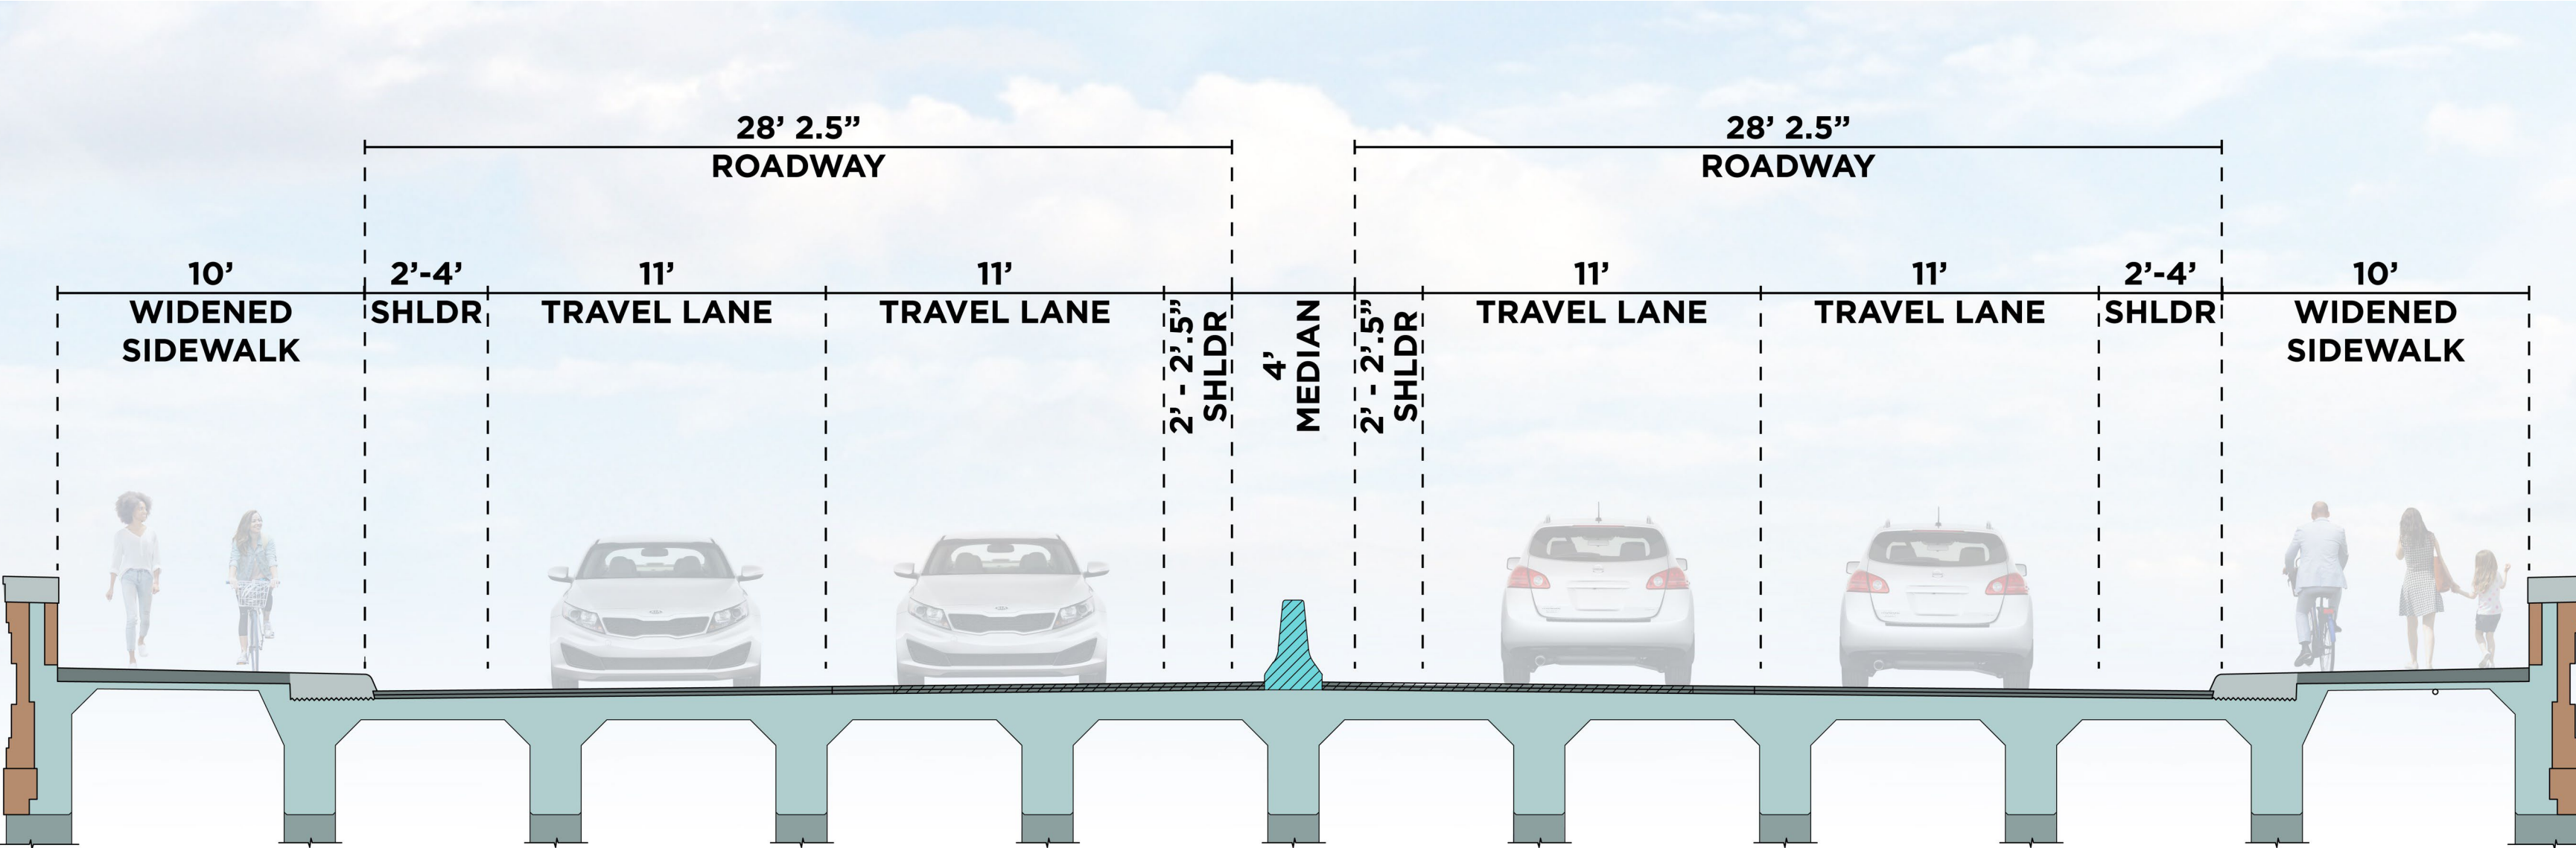 28’ 2.5”
ROADWAY
28’ 2.5”
ROADWAY
10’
WIDENED
SIDEWALK
2’-4’
SHLDR
11’
TRAVEL LANE
11’
TRAVEL LANE
2’ - 2’.5”
SHLDR
4’
MEDIAN
2’ - 2’.5”
SHLDR
11’
TRAVEL LANE
11’
TRAVEL LANE
2’-4’
SHLDR
10’
WIDENED
SIDEWALK